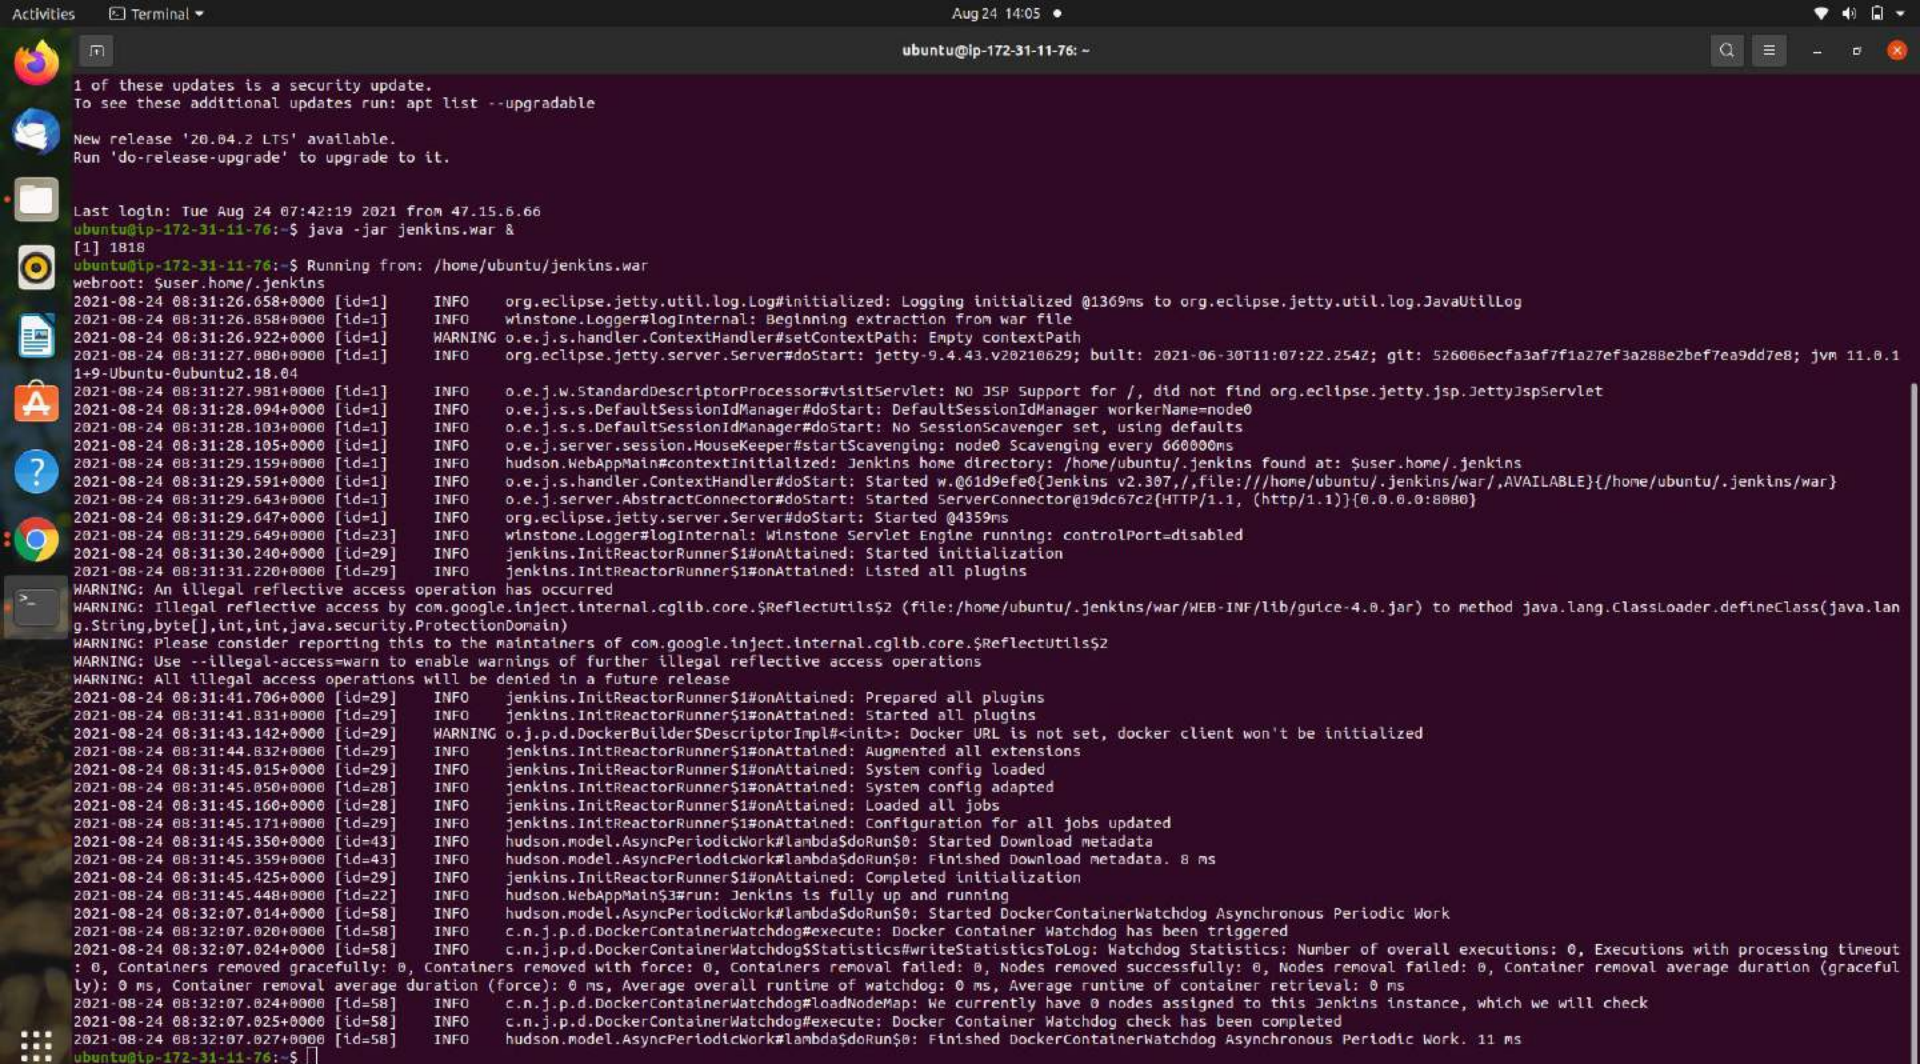 Activities
Terminal
Aug 24 14:05
ubuntu@ip-172-31-11-76: ~
1 of these updates is a security update.
To see these additional updates run: apt list --upgradable
New release '20.04.2 LTS' available.
Run 'do-release-upgrade' to upgrade to it.
Last login: Tue Aug 24 07:42:19 2021 from 47.15.6.66
ubuntu@ip-172-31-11-76:~$ java -jar jenkins.war &
[1] 1818
ubuntu@ip-172-31-11-76:~$ Running from: /home/ubuntu/jenkins.war
webroot: $user.home/.jenkins
2021-08-24 08:31:26.658+0000 [id=1] INFO org.eclipse.jetty.util.log.Log#initialized: Logging initialized @1369ms to org.eclipse.jetty.util.log.JavaUtilLog
2021-08-24 08:31:26.858+0000 [id=1] INFO winstone.Logger#logInternal: Beginning extraction from war file
2021-08-24 08:31:26.922+0000 [id=1] WARNING o.e.j.s.handler.ContextHandler#setContextPath: Empty contextPath
2021-08-24 08:31:27.080+0000 [id=1] INFO org.eclipse.jetty.server.Server#doStart: jetty-9.4.43.v20210629; built: 2021-06-30T11:07:22.254Z; git: 526006ecfa3af7f1a27ef3a288e2bef7ea9dd7e8; jvm 11.0.1
1+9-Ubuntu-0ubuntu2.18.04
2021-08-24 08:31:27.981+0000 [id=1] INFO o.e.j.w.StandardDescriptorProcessor#visitServlet: NO JSP Support for /, did not find org.eclipse.jetty.jsp.JettyJspServlet
2021-08-24 08:31:28.094+0000 [id=1] INFO o.e.j.s.s.DefaultSessionIdManager#doStart: DefaultSessionIdManager workerName=node0
2021-08-24 08:31:28.103+0000 [id=1] INFO o.e.j.s.s.DefaultSessionIdManager#doStart: No SessionScavenger set, using defaults
2021-08-24 08:31:28.105+0000 [id=1] INFO o.e.j.server.session.HouseKeeper#startScavenging: node0 Scavenging every 660000ms
2021-08-24 08:31:29.159+0000 [id=1] INFO hudson.WebAppMain#contextInitialized: Jenkins home directory: /home/ubuntu/.jenkins found at: $user.home/.jenkins
2021-08-24 08:31:29.591+0000 [id=1] INFO o.e.j.s.handler.ContextHandler#doStart: Started w.@61d9efe0{Jenkins v2.307,/,file:///home/ubuntu/.jenkins/war/,AVAILABLE}{/home/ubuntu/.jenkins/war}
2021-08-24 08:31:29.643+0000 [id=1] INFO o.e.j.server.AbstractConnector#doStart: Started ServerConnector@19dc67c2{HTTP/1.1, (http/1.1)}{0.0.0.0:8080}
2021-08-24 08:31:29.647+0000 [id=1] INFO org.eclipse.jetty.server.Server#doStart: Started @4359ms
2021-08-24 08:31:29.649+0000 [id=23] INFO winstone.Logger#logInternal: Winstone Servlet Engine running: controlPort=disabled
2021-08-24 08:31:30.240+0000 [id=29] INFO jenkins.InitReactorRunner$1#onAttained: Started initialization
2021-08-24 08:31:31.220+0000 [id=29] INFO jenkins.InitReactorRunner$1#onAttained: Listed all plugins
WARNING: An illegal reflective access operation has occurred
WARNING: Illegal reflective access by com.google.inject.internal.cglib.core.$ReflectUtils$2 (file:/home/ubuntu/.jenkins/war/WEB-INF/lib/guice-4.0.jar) to method java.lang.ClassLoader.defineClass(java.lan
g.String,byte[],int,int,java.security.ProtectionDomain)
WARNING: Please consider reporting this to the maintainers of com.google.inject.internal.cglib.core.$ReflectUtils$2
WARNING: Use --illegal-access=warn to enable warnings of further illegal reflective access operations
WARNING: All illegal access operations will be denied in a future release
2021-08-24 08:31:41.706+0000 [id=29] INFO jenkins.InitReactorRunner$1#onAttained: Prepared all plugins
2021-08-24 08:31:41.831+0000 [id=29] INFO jenkins.InitReactorRunner$1#onAttained: Started all plugins
2021-08-24 08:31:43.142+0000 [id=29] WARNING o.j.p.d.DockerBuilder$DescriptorImpl#<init>: Docker URL is not set, docker client won't be initialized
2021-08-24 08:31:44.832+0000 [id=29] INFO jenkins.InitReactorRunner$1#onAttained: Augmented all extensions
2021-08-24 08:31:45.015+0000 [id=29] INFO jenkins.InitReactorRunner$1#onAttained: System config loaded
2021-08-24 08:31:45.050+0000 [id=28] INFO jenkins.InitReactorRunner$1#onAttained: System config adapted
2021-08-24 08:31:45.160+0000 [id=28] INFO jenkins.InitReactorRunner$1#onAttained: Loaded all jobs
2021-08-24 08:31:45.171+0000 [id=29] INFO jenkins.InitReactorRunner$1#onAttained: Configuration for all jobs updated
2021-08-24 08:31:45.350+0000 [id=43] INFO hudson.model.AsyncPeriodicWork#lambda$doRun$0: Started Download metadata
2021-08-24 08:31:45.359+0000 [id=43] INFO hudson.model.AsyncPeriodicWork#lambda$doRun$0: Finished Download metadata. 8 ms
2021-08-24 08:31:45.425+0000 [id=29] INFO jenkins.InitReactorRunner$1#onAttained: Completed initialization
2021-08-24 08:31:45.448+0000 [id=22] INFO hudson.WebAppMain$3#run: Jenkins is fully up and running
2021-08-24 08:32:07.014+0000 [id=58] INFO hudson.model.AsyncPeriodicWork#lambda$doRun$0: Started DockerContainerWatchdog Asynchronous Periodic Work
2021-08-24 08:32:07.020+0000 [id=58] INFO c.n.j.p.d.DockerContainerWatchdog#execute: Docker Container Watchdog has been triggered
2021-08-24 08:32:07.024+0000 [id=58] INFO c.n.j.p.d.DockerContainerWatchdog$Statistics#writeStatisticsToLog: Watchdog Statistics: Number of overall executions: 0, Executions with processing timeout
: 0, Containers removed gracefully: 0, Containers removed with force: 0, Containers removal failed: 0, Nodes removed successfully: 0, Nodes removal failed: 0, Container removal average duration (graceful
ly): 0 ms, Container removal average duration (force): 0 ms, Average overall runtime of watchdog: 0 ms, Average runtime of container retrieval: 0 ms
2021-08-24 08:32:07.024+0000 [id=58] INFO c.n.j.p.d.DockerContainerWatchdog#loadNodeMap: We currently have 0 nodes assigned to this Jenkins instance, which we will check
2021-08-24 08:32:07.025+0000 [id=58] INFO c.n.j.p.d.DockerContainerWatchdog#execute: Docker Container Watchdog check has been completed
2021-08-24 08:32:07.027+0000 [id=58] INFO hudson.model.AsyncPeriodicWork#lambda$doRun$0: Finished DockerContainerWatchdog Asynchronous Periodic Work. 11 ms
ubuntu@ip-172-31-11-76:~$